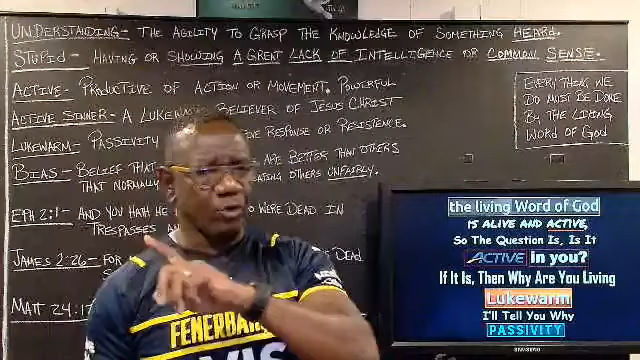 UNDERSTANDING- THE AGILITY TO GRASP THE KNOWLEDGE OF SOMETHING HEARD.
STUPID- HAVING OR SHOWING A GREAT LACK OF INTELLIGENCE OR COMMON SENSE.
ACTIVE- PRODUCTIVE OF ACTION OR MOVEMENT. POWERFUL
ACTIVE SINNER- A LUKEWARM BELIEVER OF JESUS CHRIST
LUKEWARM- PASSIVITY RESPONSE OR RESISTENCE.
BIAS- BELIEF THAT ARE BETTER THAN OTHERS
THAT NORMALLY OTHERS UNFAIRLY.
EPH 2:1- AND YOU HATH HE WERE DEAD IN
TRESPASSES
JAMES 2:26- FOR DEAD
MATT 24:17
EVERYTHING WE
DO MUST BE DONE
BY THE LIVING
WORD OF GOD
the living Word of God
IS ALIVE AND ACTIVE,
So The Question Is, Is It
ACTIVE in you?
If It Is, Then Why Are You Living
Lukewarm
I'll Tell You Why
PASSIVITY
SAMSUNG
FENERBAH